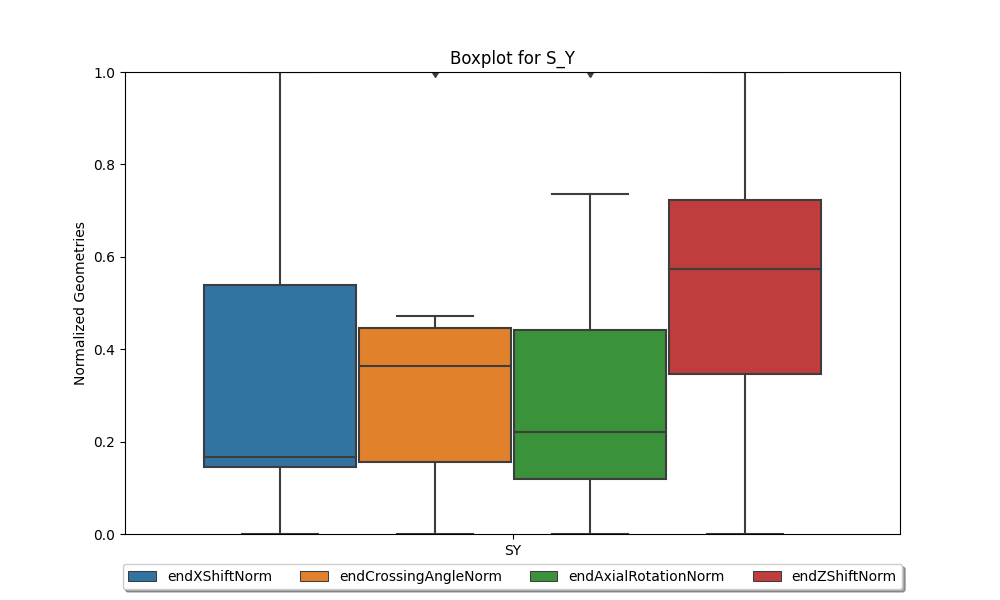 Boxplot for S_Y
Normalized Geometries
1.0
0.8
0.6
0.4
0.2
0.0
SY
endXShiftNorm endCrossingAngleNorm endAxialRotationNorm endZShiftNorm